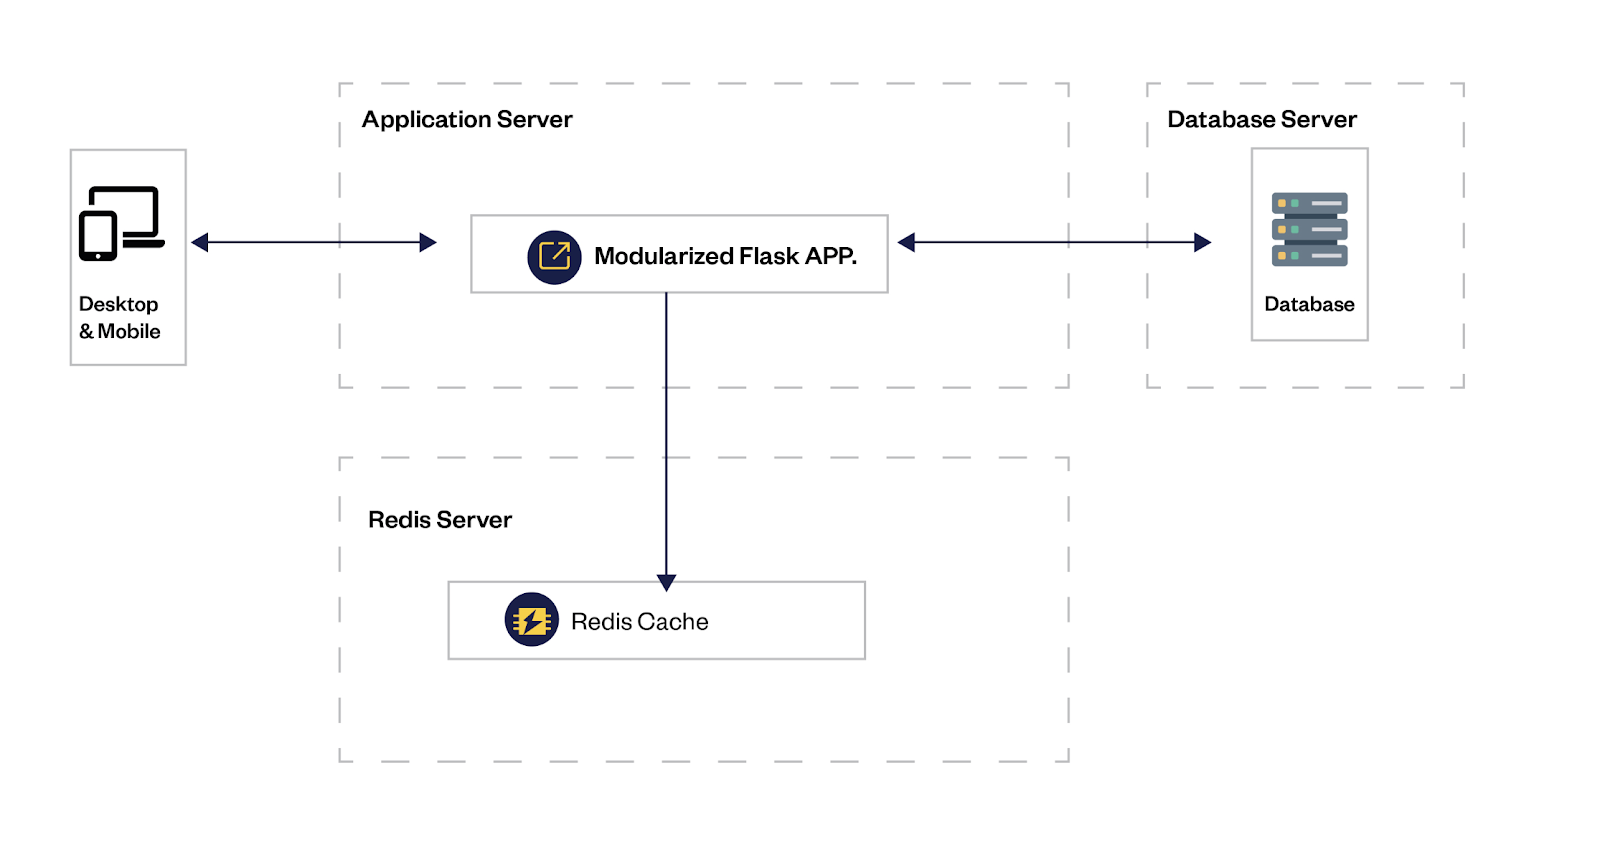 Application Server
Database Server
Modularized Flask APP.
Desktop
& Mobile
Database
Redis Server
Redis Cache